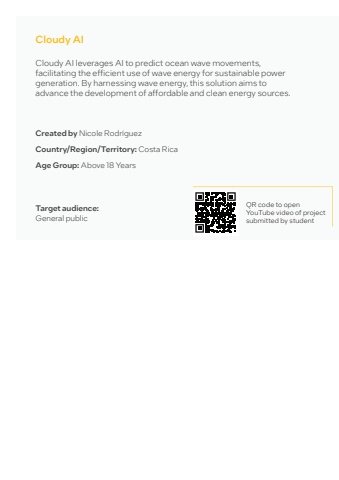 Cloudy AI
Cloudy AI leverages AI to predict ocean wave movements,
facilitating the efficient use of wave energy for sustainable power
generation. By harnessing wave energy, this solution aims to
advance the development of affordable and clean energy sources.
Created by Nicole Rodríguez
Country/Region/Territory: Costa Rica
Age Group: Above 18 Years
Target audience:
General public
QR code to open
YouTube video of project
submitted by student